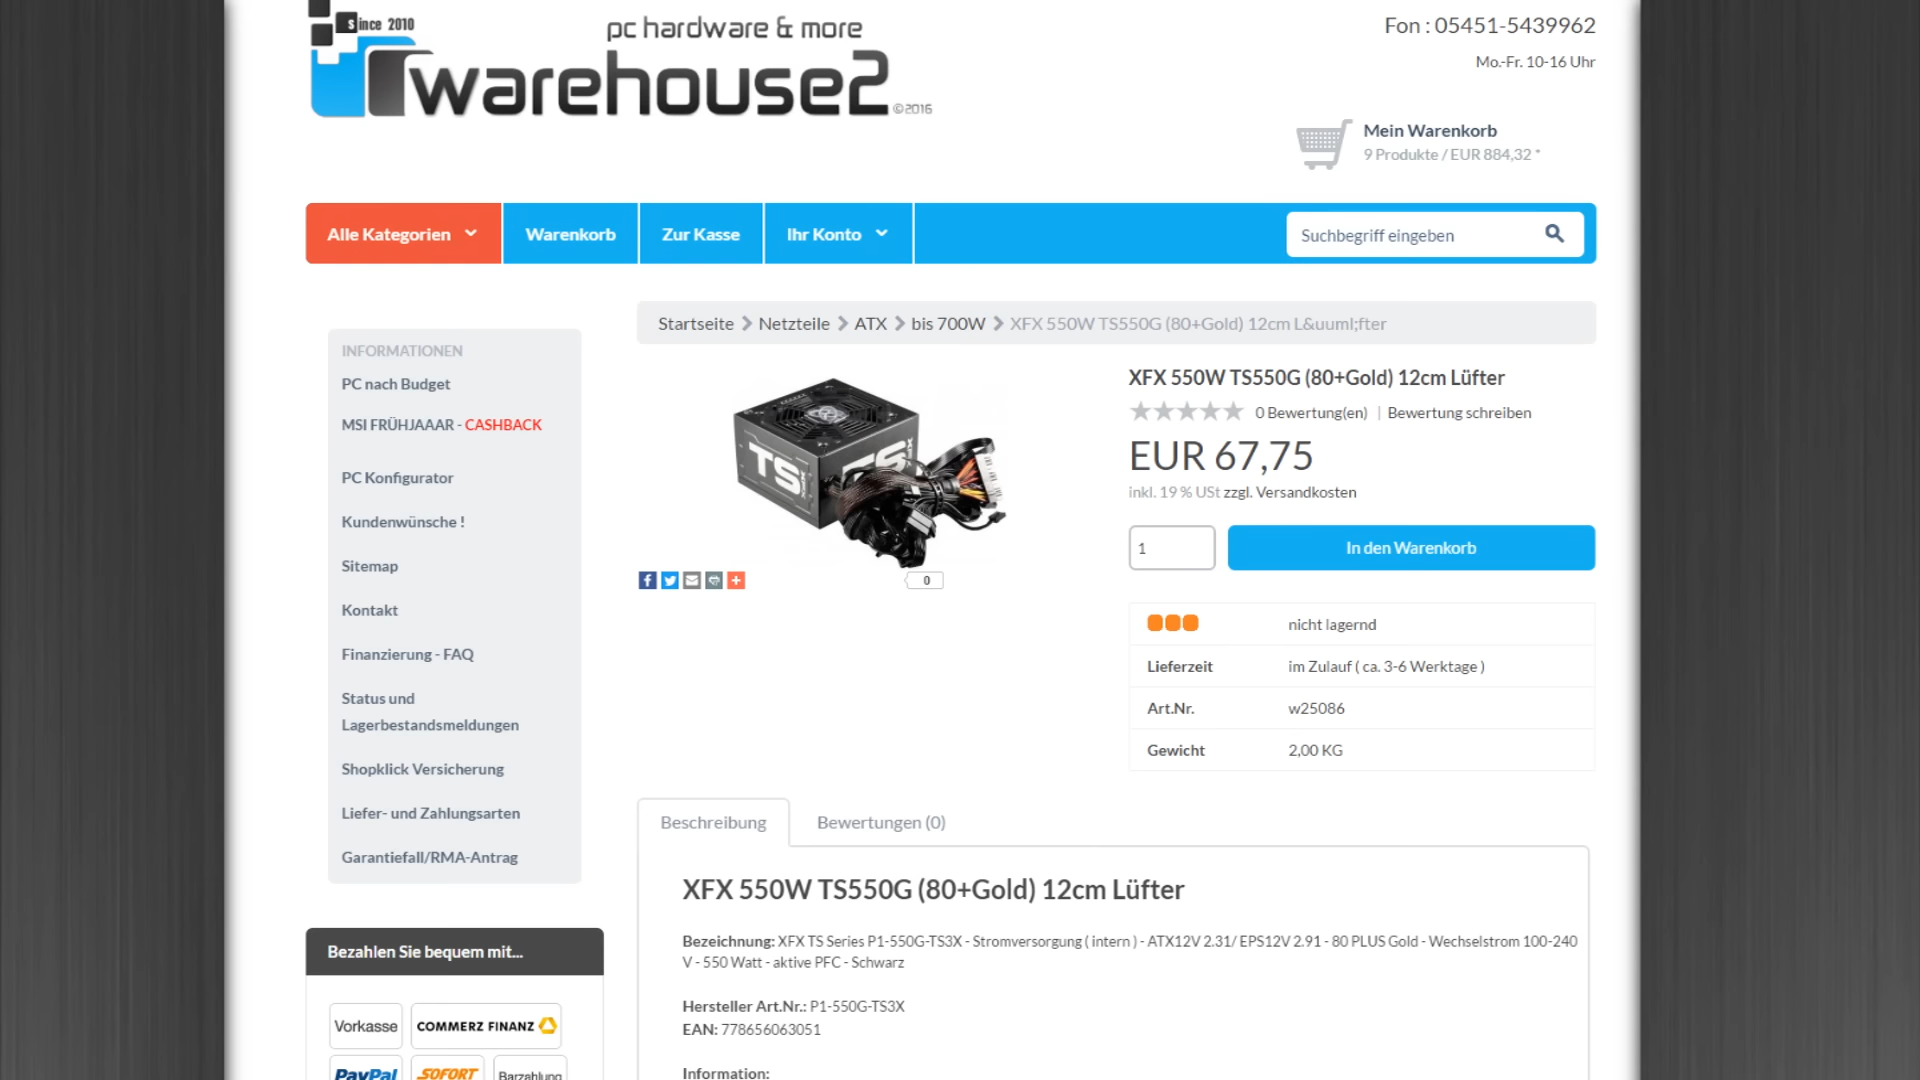 since 2010
pc hardware & more
warehouse2
©2016
Fon : 05451-5439962
Mo.-Fr. 10-16 Uhr
Mein Warenkorb
9 Produkte / EUR 884,32 *
Alle Kategorien
Warenkorb
Zur Kasse
Ihr Konto
Suchbegriff eingeben
Startseite
Netzteile
ATX
bis 700W
XFX 550W TS550G (80+Gold) 12cm L&uuml;fter
INFORMATIONEN
PC nach Budget
MSI FRÜHJAAAR - CASHBACK
PC Konfigurator
Kundenwünsche !
Sitemap
Kontakt
Finanzierung - FAQ
Status und
Lagerbestandsmeldungen
Shopklick Versicherung
Liefer- und Zahlungsarten
Garantiefall/RMA-Antrag
Bezahlen Sie bequem mit...
Vorkasse
COMMERZ FINANZ
PayPal
SOFORT
Barzahlung
TS
XFX
0
XFX 550W TS550G (80+Gold) 12cm Lüfter
0 Bewertung(en) | Bewertung schreiben
EUR 67,75
inkl. 19 % USt zzgl. Versandkosten
1
In den Warenkorb
nicht lagernd
Lieferzeit im Zulauf ( ca. 3-6 Werktage )
Art.Nr. w25086
Gewicht 2,00 KG
Beschreibung
Bewertungen (0)
XFX 550W TS550G (80+Gold) 12cm Lüfter
Bezeichnung: XFX TS Series P1-550G-TS3X - Stromversorgung ( intern ) - ATX12V 2.31/ EPS12V 2.91 - 80 PLUS Gold - Wechselstrom 100-240
V - 550 Watt - aktive PFC - Schwarz
Hersteller Art.Nr.: P1-550G-TS3X
EAN: 778656063051
Information: